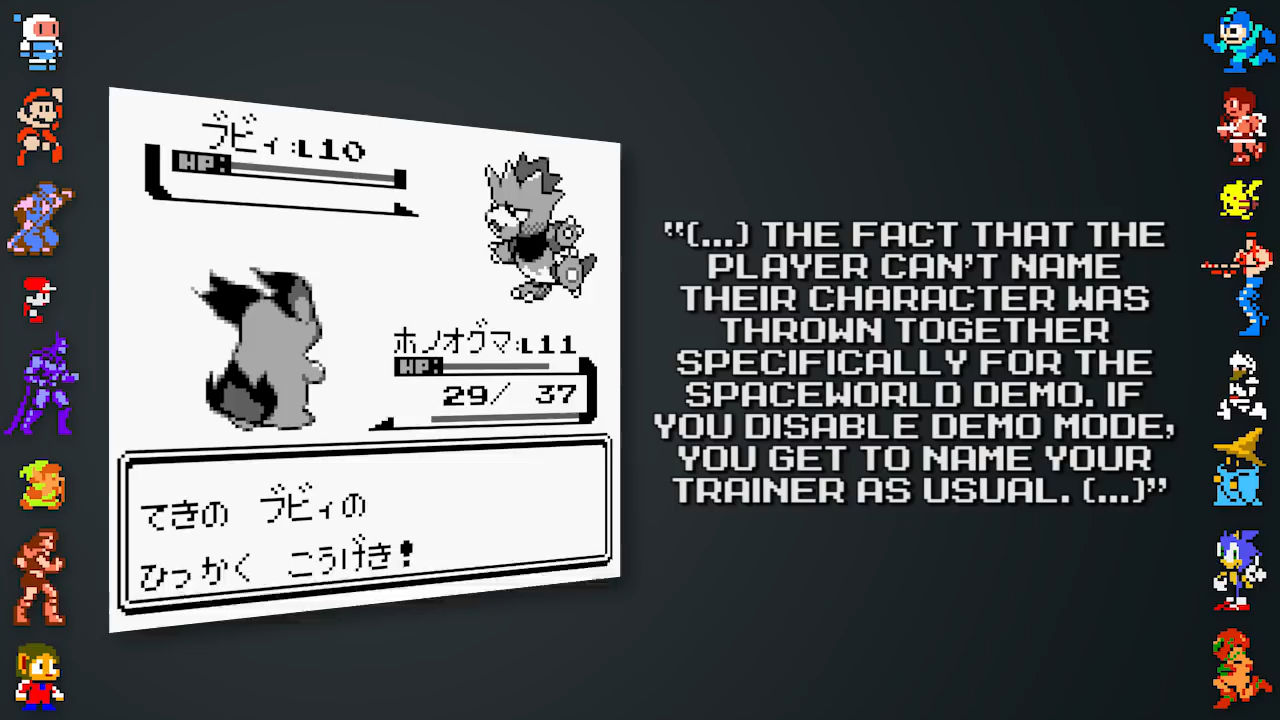 ブビィ:L10
HP:
ホノオグマ:L11
HP:
29/ 37
てきの ブビィの
ひっかく こうげき!
"(...) THE FACT THAT THE
PLAYER CAN'T NAME
THEIR CHARACTER WAS
THROWN TOGETHER
SPECIFICALLY FOR THE
SPACEWORLD DEMO. IF
YOU DISABLE DEMO MODE,
YOU GET TO NAME YOUR
TRAINER AS USUAL. (...)"